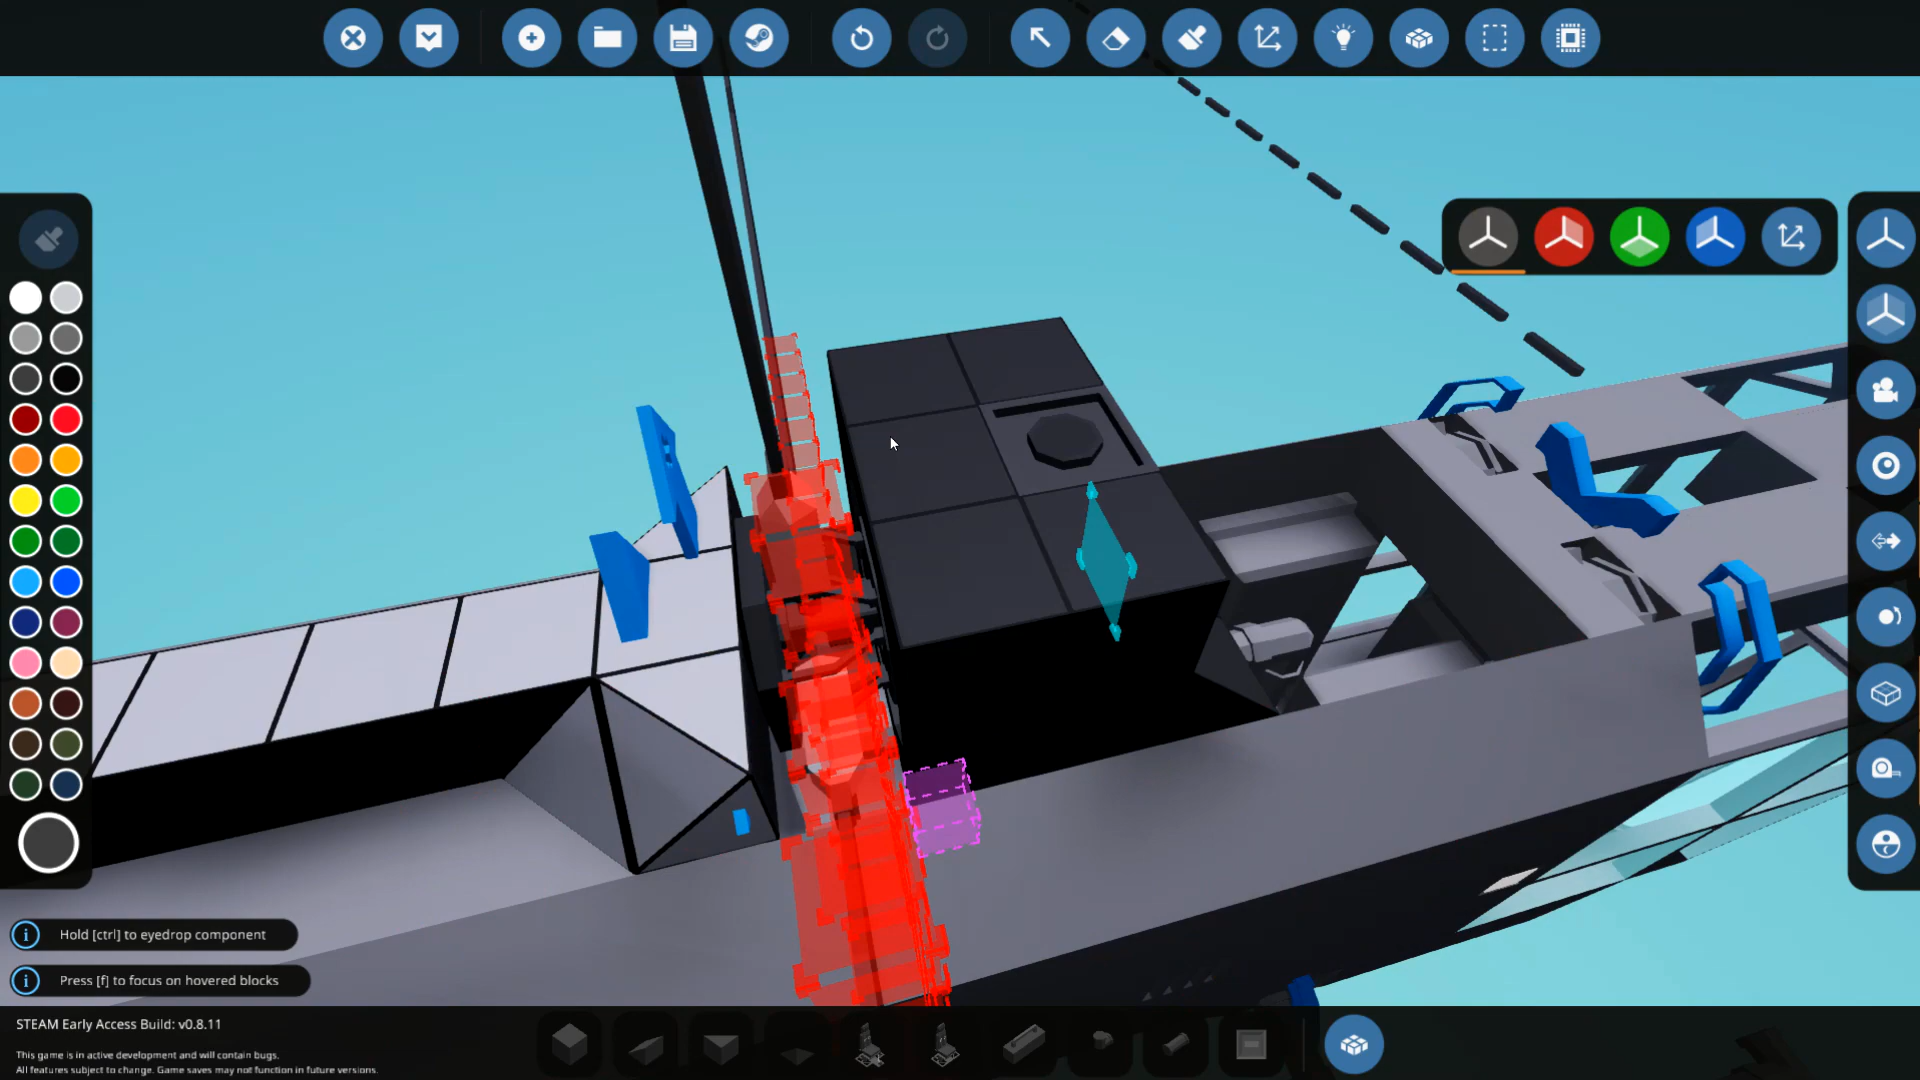 Hold [ctrl] to eyedrop component
Press [f] to focus on hovered blocks
STEAM Early Access Build: v0.8.11
This game is in active development and will contain bugs.
All features subject to change. Game saves may not function in future versions.